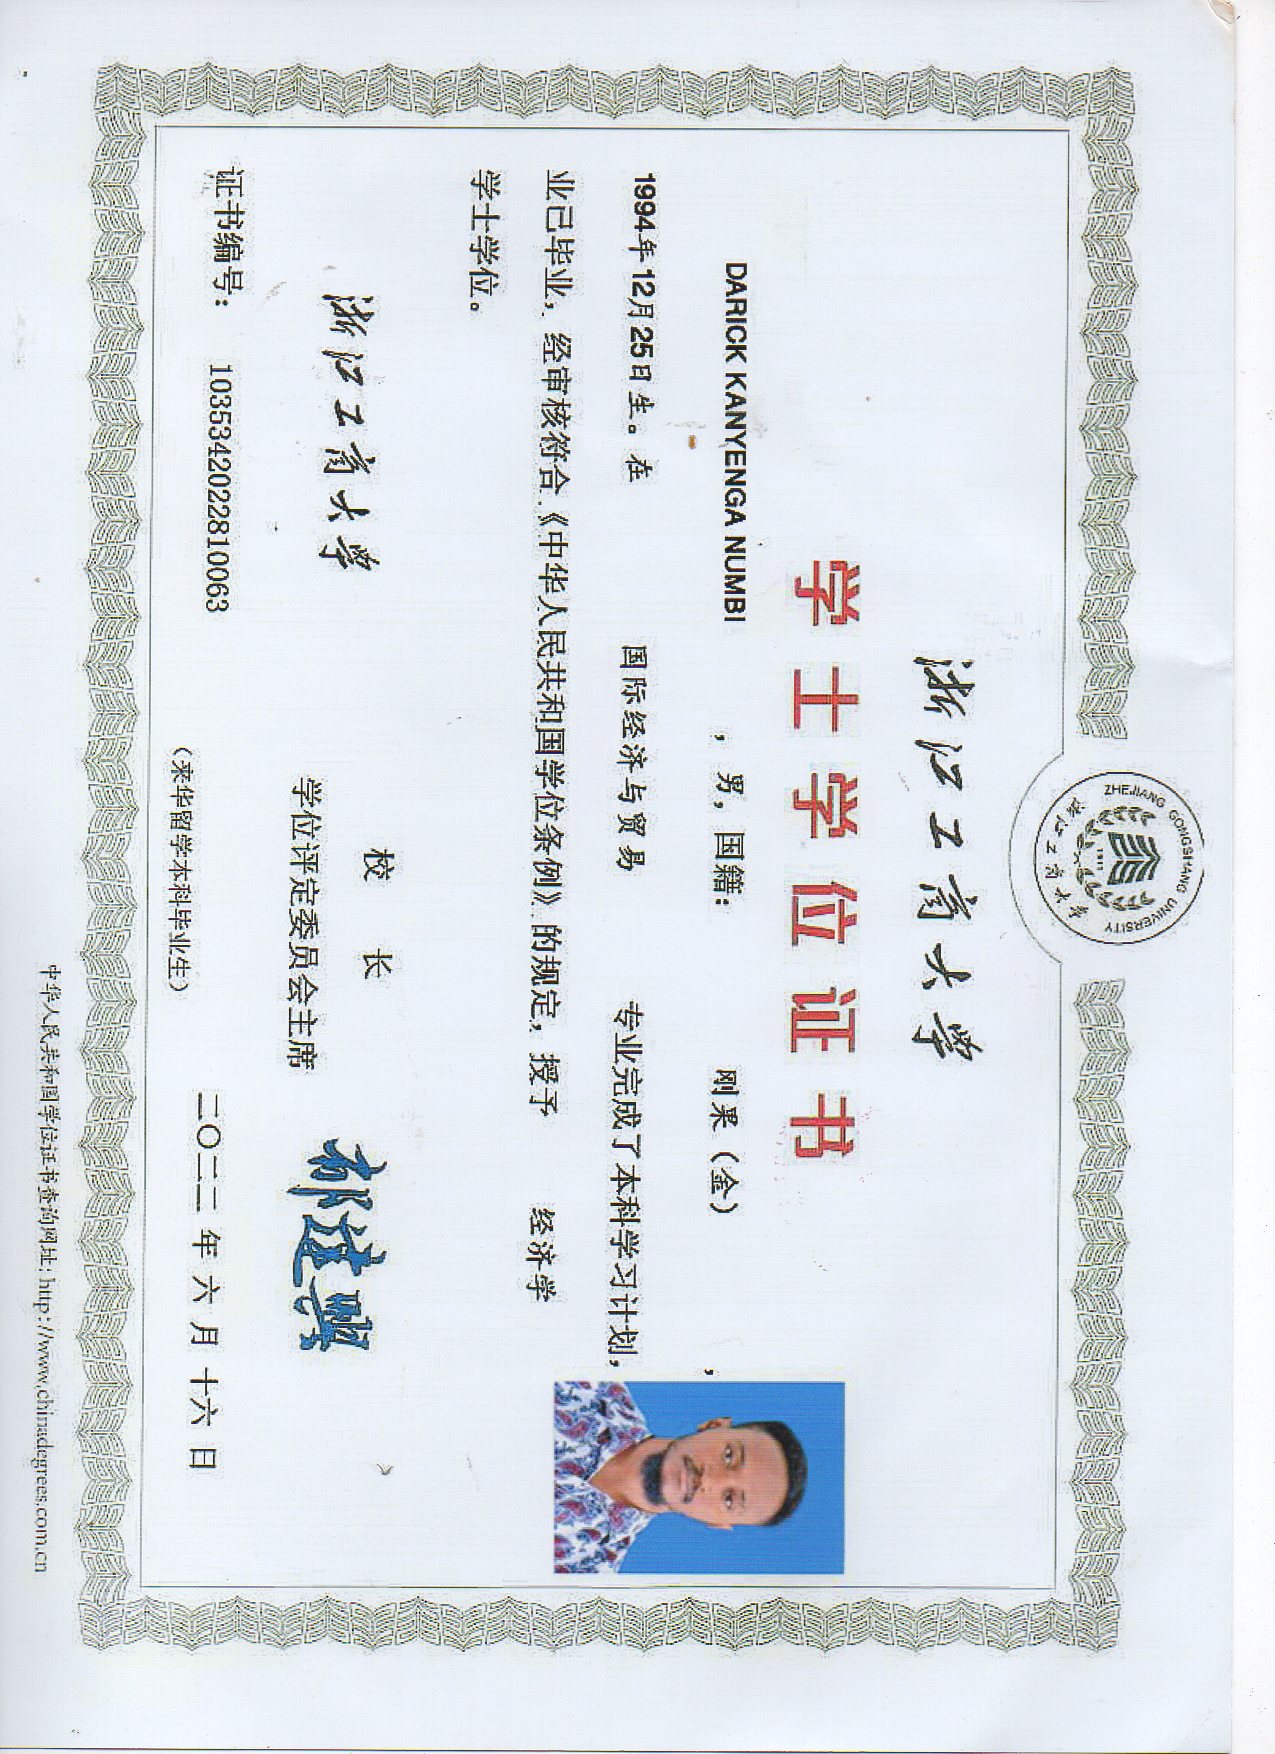 ZHEJIANG GONGSHANG UNIVERSITY
1911
浙江工商大学
浙江工商大学
学士学位证书
DARICK KANYENGA NUMBI ，男，国籍： 刚果（金） ，
1994年12月25日生。在 国际经济与贸易 专业完成了本科学习计划，
业已毕业，经审核符合《中华人民共和国学位条例》的规定，授予 经济学
学士学位。
浙江工商大学
校 长
学位评定委员会主席
郁建興
证书编号： 1035342022810063
二〇二二 年 六 月 十六 日
（来华留学本科毕业生）
中华人民共和国学位证书查询网址：http://www.chinadegrees.com.cn